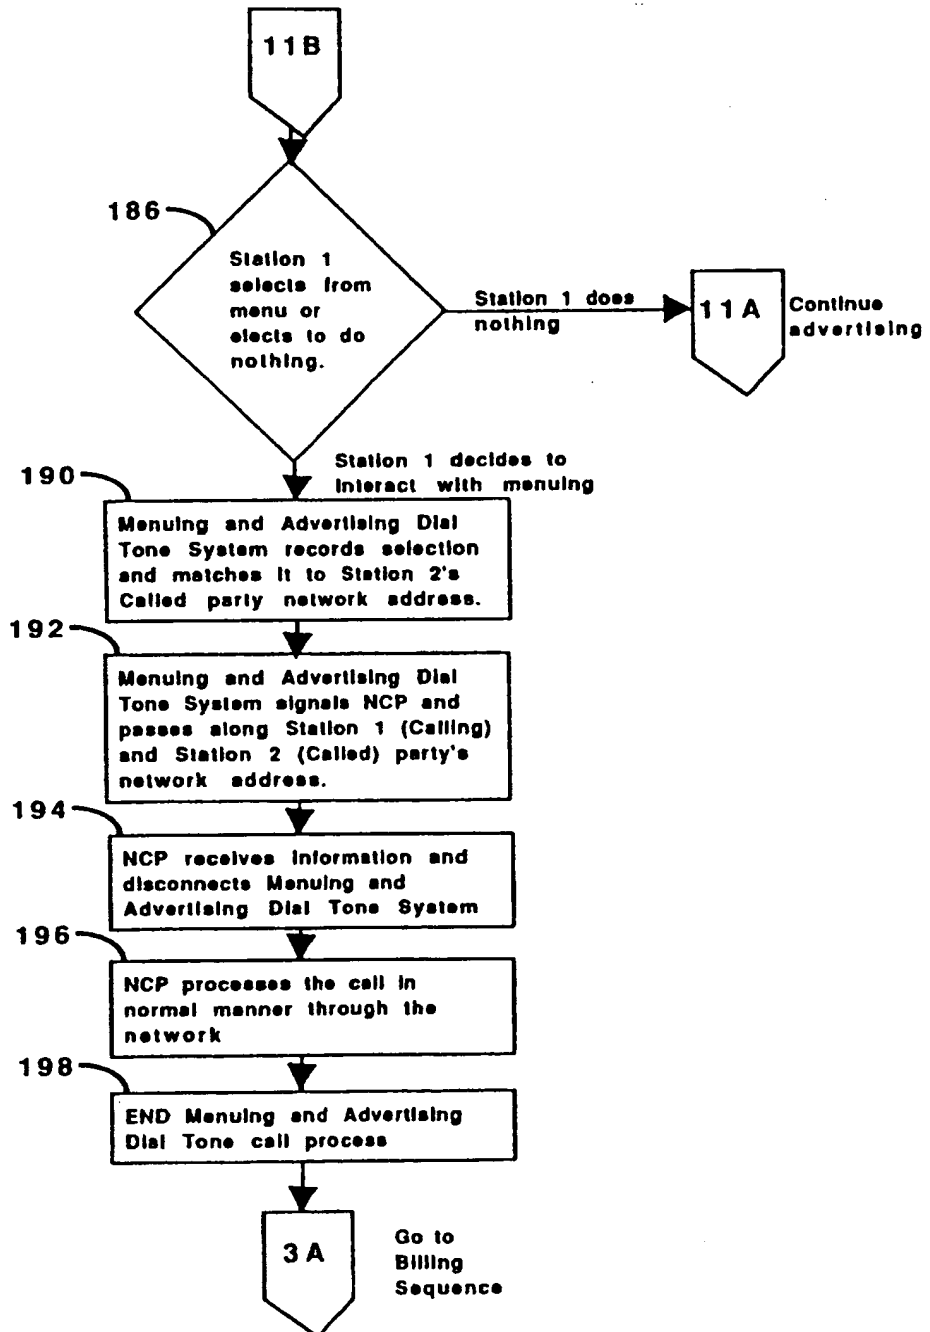 11B
186
Station 1
selects from
menu or
elects to do
nothing.
Station 1 does
nothing
11A
Continue
advertising
Station 1 decides to
interact with menuing
190
Menuing and Advertising Dial
Tone System records selection
and matches it to Station 2's
Called party network address.
192
Menuing and Advertising Dial
Tone System signals NCP and
passes along Station 1 (Calling)
and Station 2 (Called) party's
network address.
194
NCP receives information and
disconnects Menuing and
Advertising Dial Tone System
196
NCP processes the call in
normal manner through the
network
198
END Menuing and Advertising
Dial Tone call process
3A
Go to
Billing
Sequence